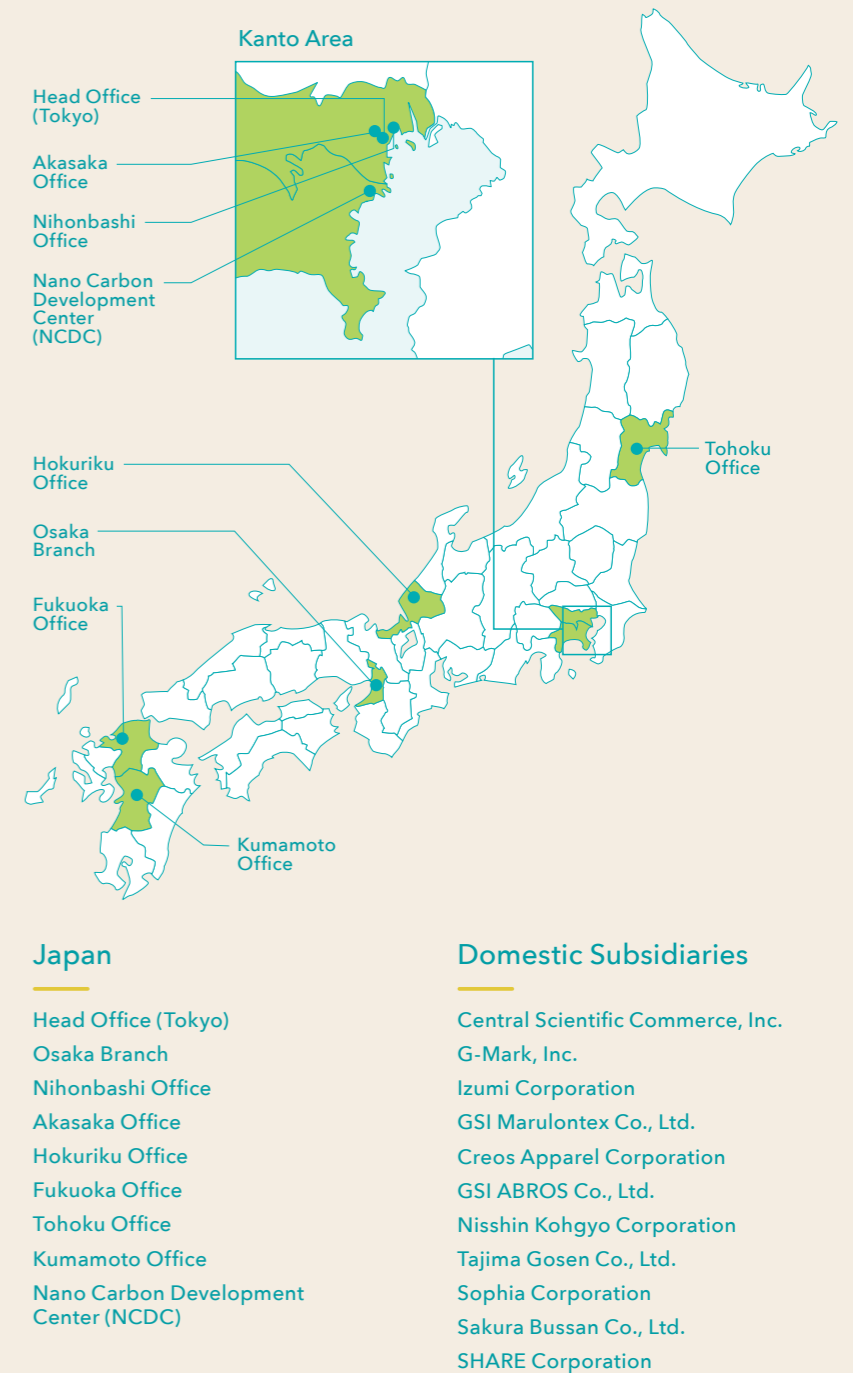 Kanto Area
Head Office
(Tokyo)
Akasaka
Office
Nihonbashi
Office
Nano Carbon
Development
Center
(NCDC)
Tohoku
Office
Hokuriku
Office
Osaka
Branch
Fukuoka
Office
Kumamoto
Office
Japan
Head Office (Tokyo)
Osaka Branch
Nihonbashi Office
Akasaka Office
Hokuriku Office
Fukuoka Office
Tohoku Office
Kumamoto Office
Nano Carbon Development
Center (NCDC)
Domestic Subsidiaries
Central Scientific Commerce, Inc.
G-Mark, Inc.
Izumi Corporation
GSI Marulontex Co., Ltd.
Creos Apparel Corporation
GSI ABROS Co., Ltd.
Nisshin Kohgyo Corporation
Tajima Gosen Co., Ltd.
Sophia Corporation
Sakura Bussan Co., Ltd.
SHARE Corporation